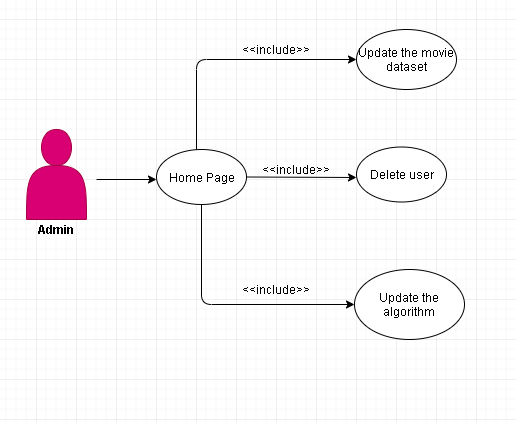 <<include>>
Update the movie
dataset
Admin
Home Page
<<include>>
Delete user
<<include>>
Update the
algorithm